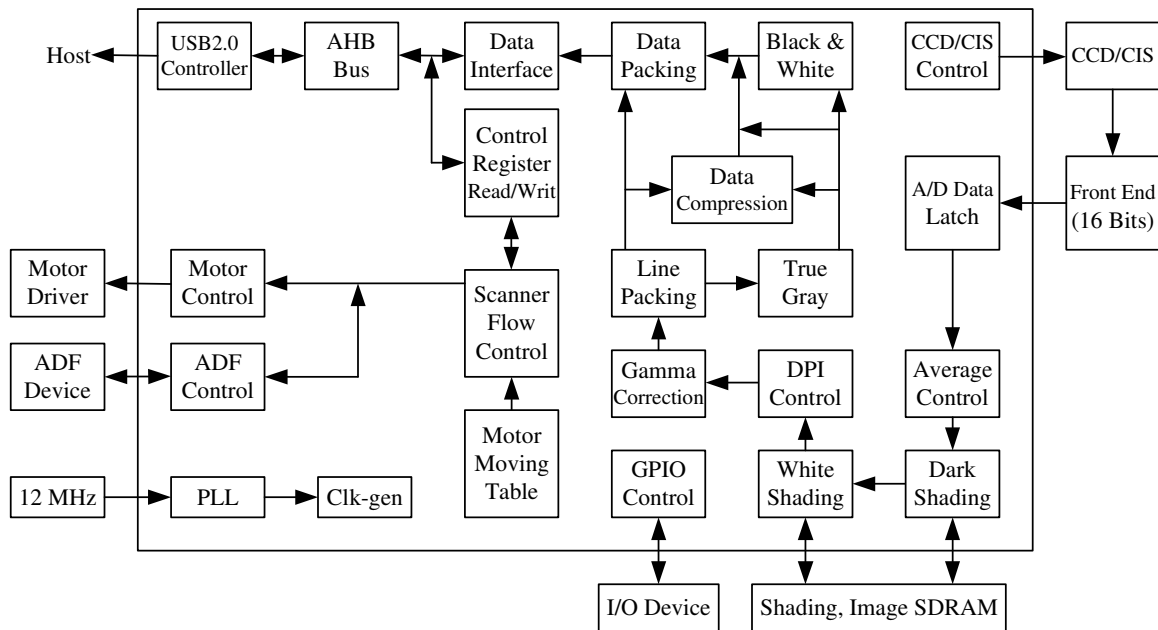 Host
USB2.0
Controller
AHB
Bus
Data
Interface
Data
Packing
Black &
White
CCD/CIS
Control
CCD/CIS
Control
Register
Read/Writ
Data
Compression
A/D Data
Latch
Front End
(16 Bits)
Motor
Driver
Motor
Control
Scanner
Flow
Control
Line
Packing
True
Gray
ADF
Device
ADF
Control
Gamma
Correction
DPI
Control
Average
Control
Motor
Moving
Table
GPIO
Control
White
Shading
Dark
Shading
12 MHz
PLL
Clk-gen
I/O Device
Shading, Image SDRAM